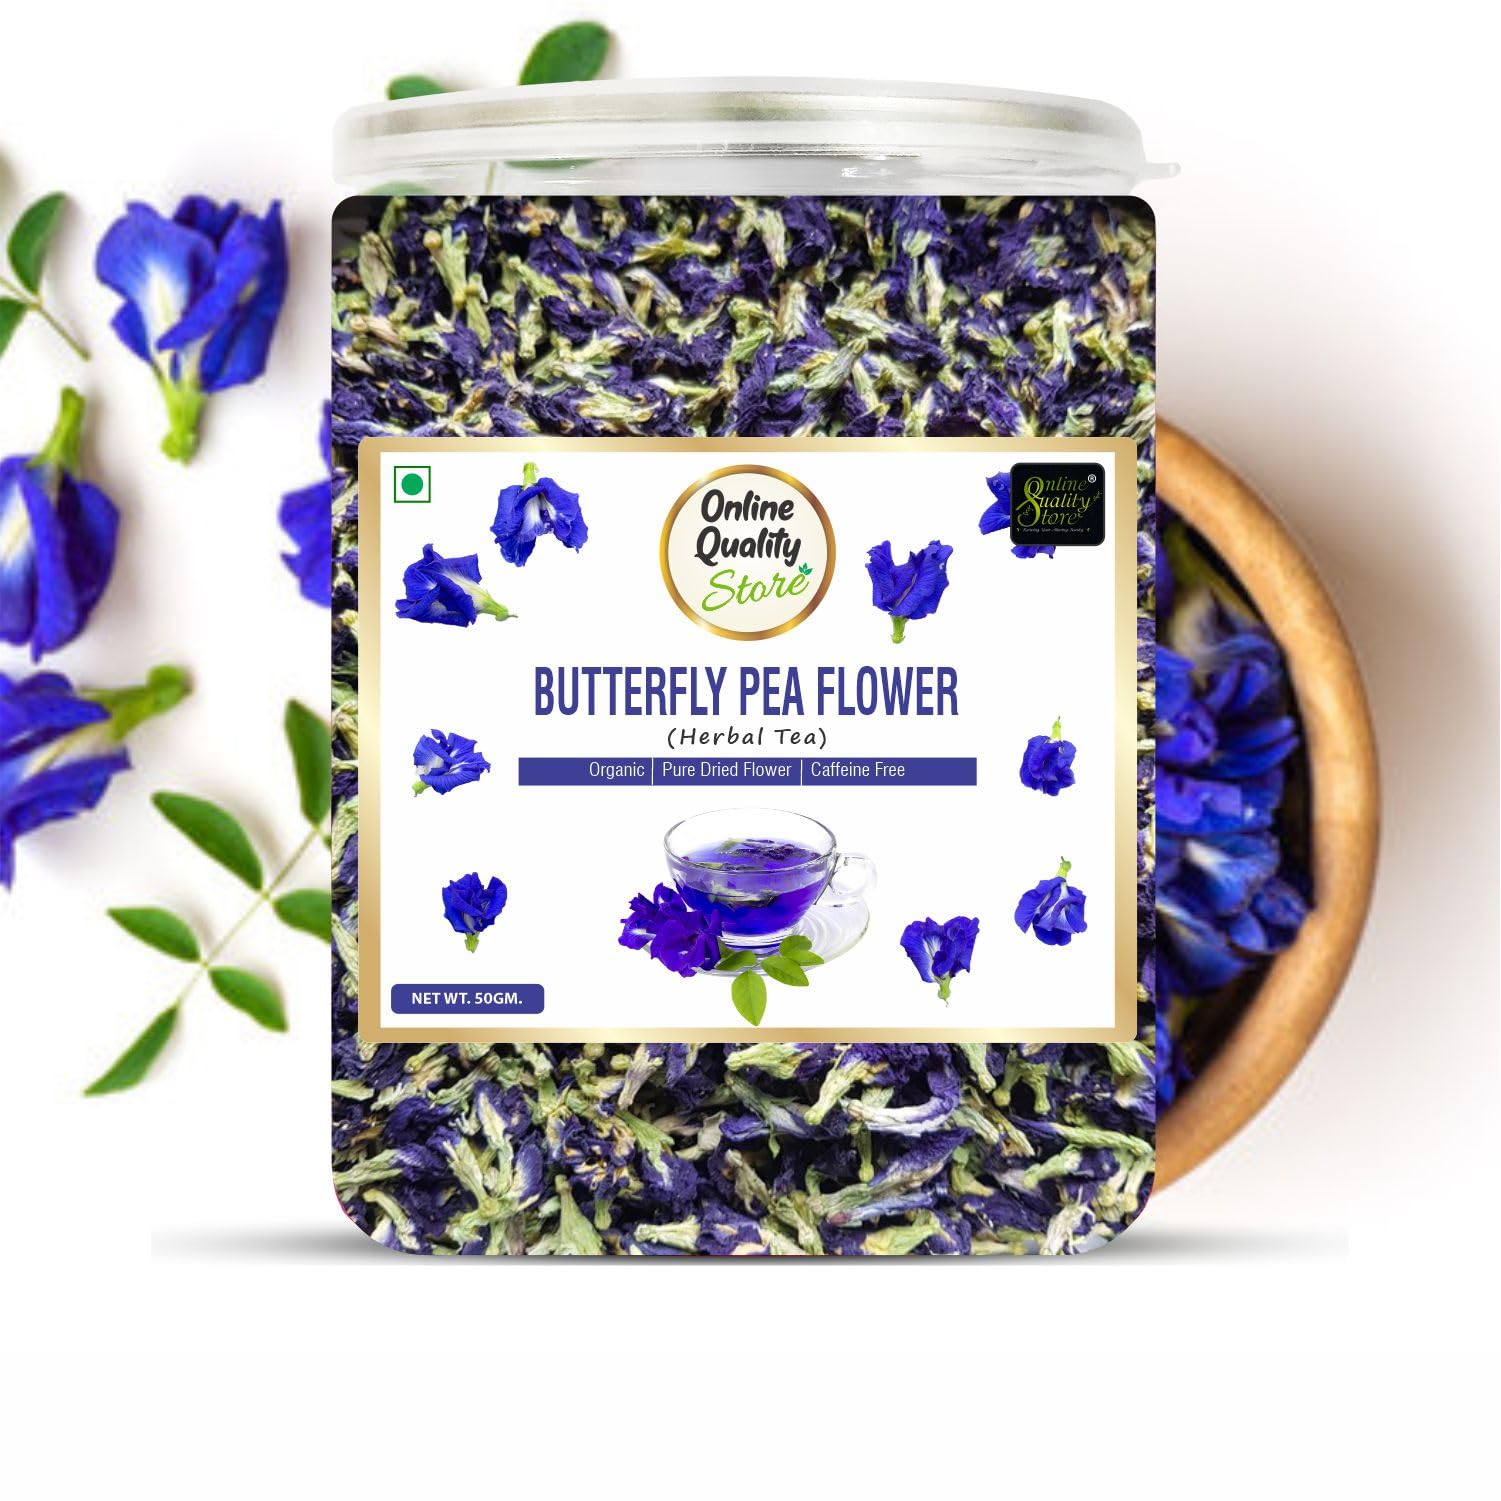 Online
Quality
Store
Online®
Quality
Store
BUTTERFLY PEA FLOWER
(Herbal Tea)
Organic | Pure Dried Flower | Caffeine Free
NET WT. 50GM.